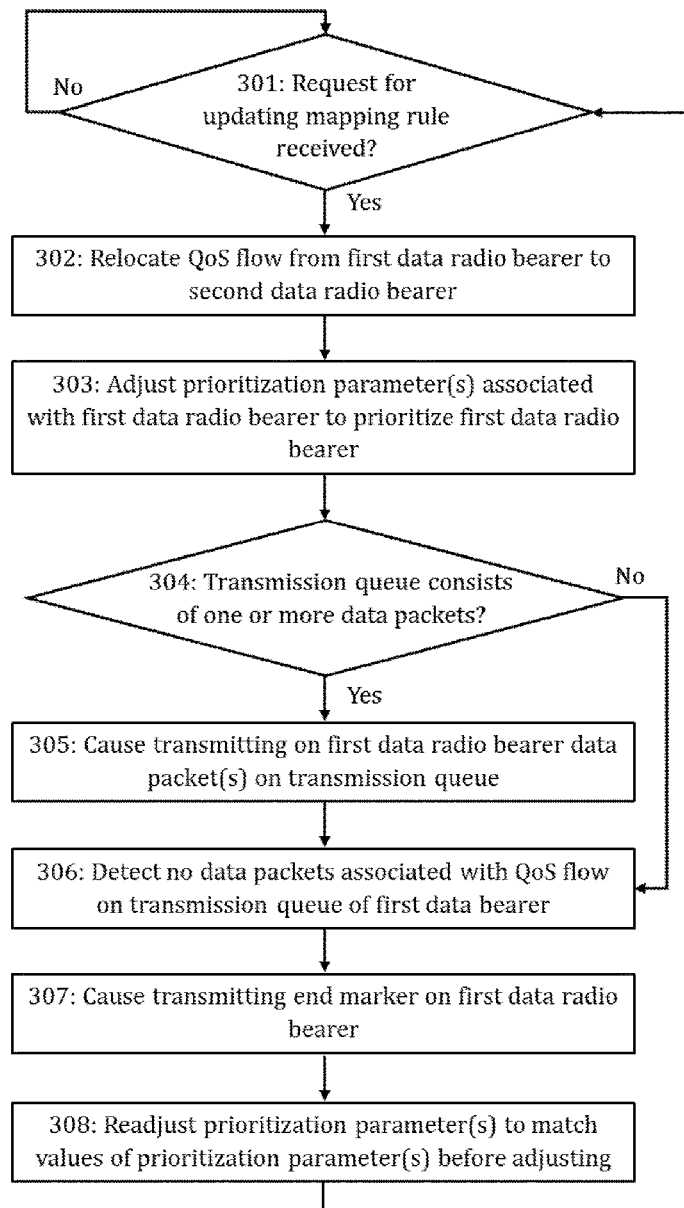 No
301: Request for
updating mapping rule
received?
Yes
302: Relocate QoS flow from first data radio bearer to
second data radio bearer
303: Adjust prioritization parameter(s) associated
with first data radio bearer to prioritize first data radio
bearer
304: Transmission queue consists
of one or more data packets?
No
Yes
305: Cause transmitting on first data radio bearer data
packet(s) on transmission queue
306: Detect no data packets associated with QoS flow
on transmission queue of first data bearer
307: Cause transmitting end marker on first data radio
bearer
308: Readjust prioritization parameter(s) to match
values of prioritization parameter(s) before adjusting